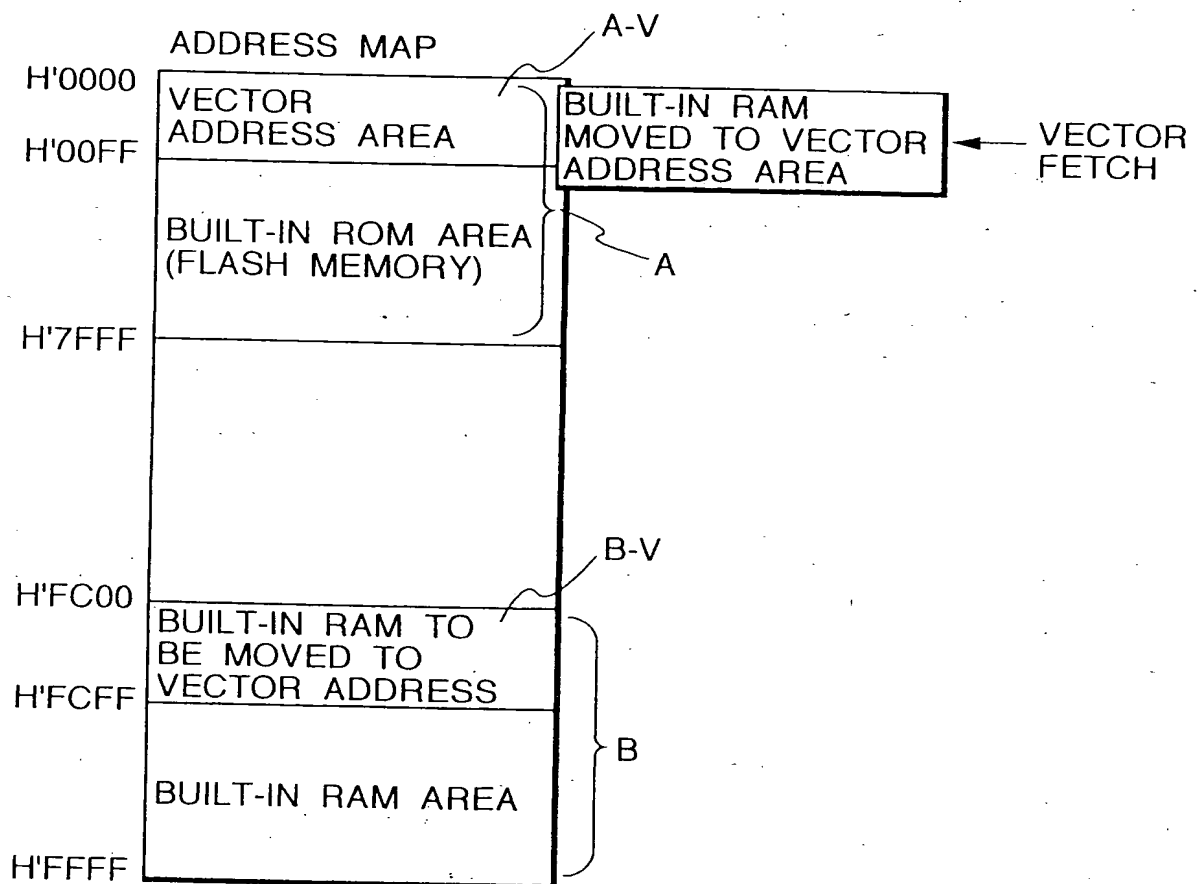 A-V
ADDRESS MAP
H'0000
VECTOR
ADDRESS AREA
BUILT-IN RAM
MOVED TO VECTOR
ADDRESS AREA
VECTOR
FETCH
H'00FF
BUILT-IN ROM AREA
(FLASH MEMORY)
A
H'7FFF
B-V
H'FC00
BUILT-IN RAM TO
BE MOVED TO
VECTOR ADDRESS
H'FCFF
B
BUILT-IN RAM AREA
H'FFFF